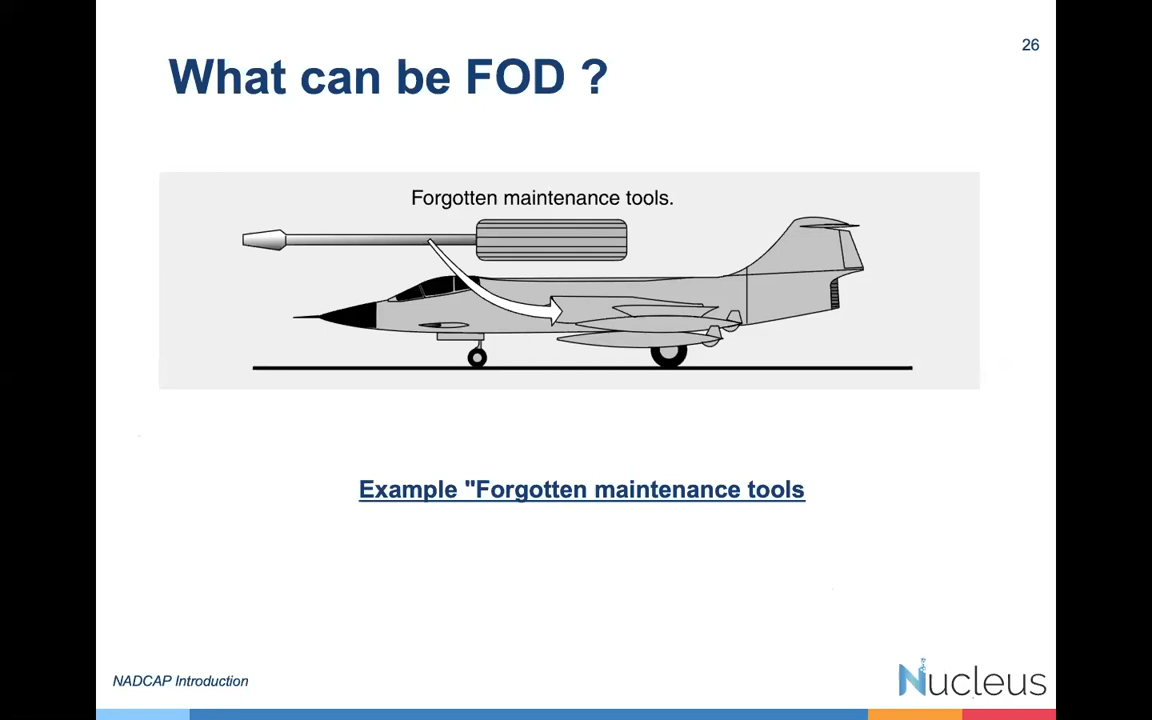 26
What can be FOD ?
Forgotten maintenance tools.
Example "Forgotten maintenance tools
NADCAP Introduction
Nucleus